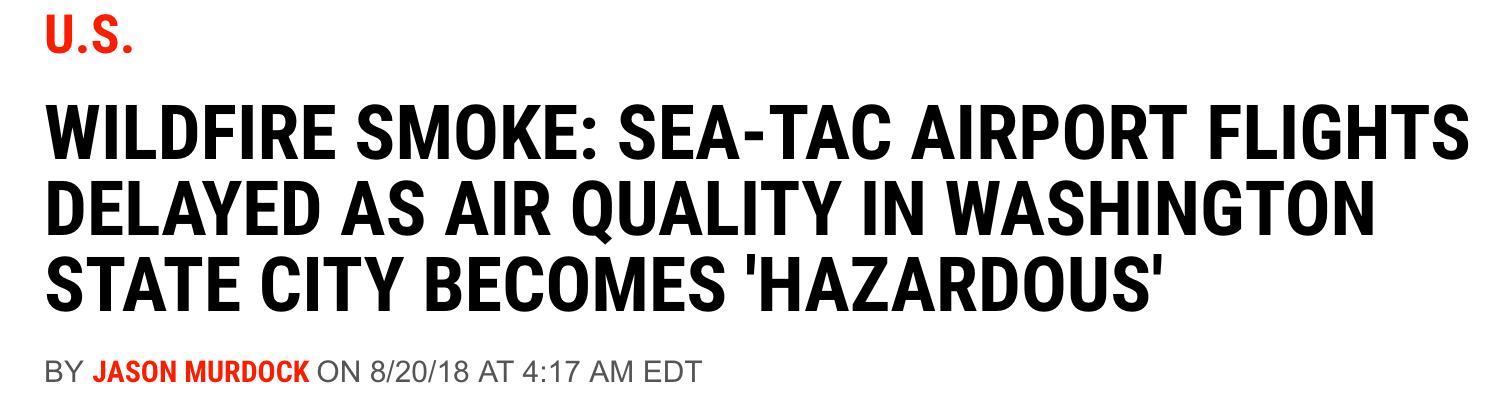 U.S.
WILDFIRE SMOKE: SEA-TAC AIRPORT FLIGHTS
DELAYED AS AIR QUALITY IN WASHINGTON
STATE CITY BECOMES 'HAZARDOUS'
BY JASON MURDOCK ON 8/20/18 AT 4:17 AM EDT